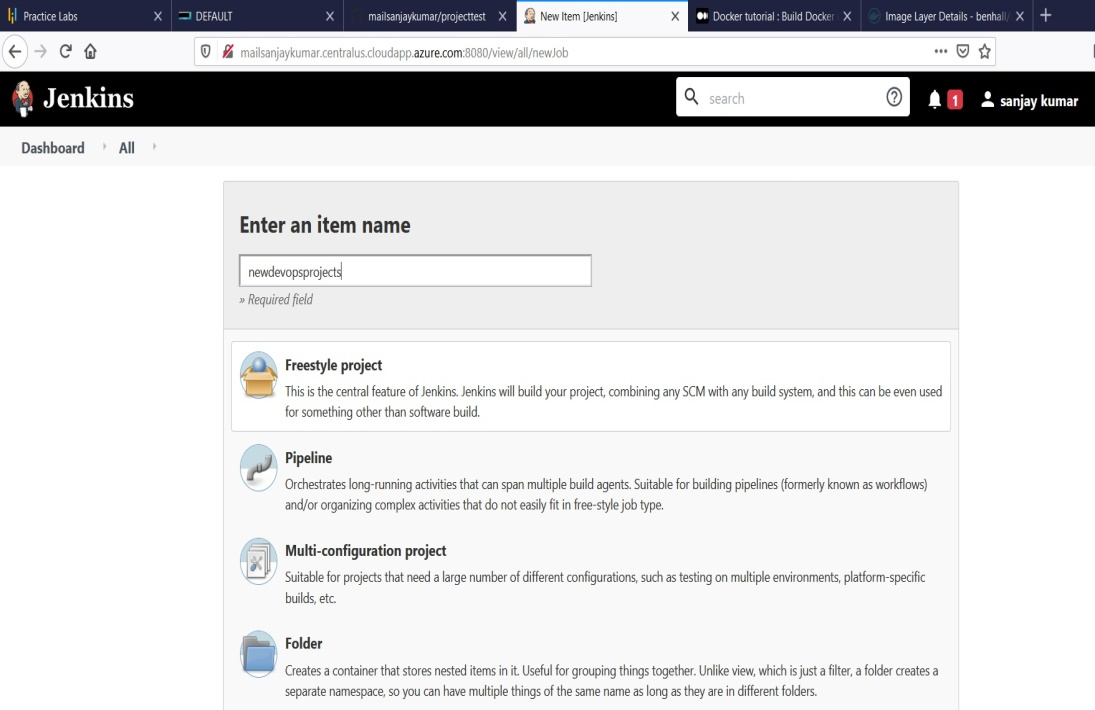 Practice Labs
DEFAULT
mailsanjaykumar/projecttest
New Item [Jenkins]
Docker tutorial : Build Docker
Image Layer Details - benhall/
mailsanjaykumar.centralus.cloudapp.azure.com:8080/view/all/newJob
Jenkins
search
1
sanjay kumar
Dashboard
All
Enter an item name
newdevopsprojects
» Required field
Freestyle project
This is the central feature of Jenkins. Jenkins will build your project, combining any SCM with any build system, and this can be even used
for something other than software build.
Pipeline
Orchestrates long-running activities that can span multiple build agents. Suitable for building pipelines (formerly known as workflows)
and/or organizing complex activities that do not easily fit in free-style job type.
Multi-configuration project
Suitable for projects that need a large number of different configurations, such as testing on multiple environments, platform-specific
builds, etc.
Folder
Creates a container that stores nested items in it. Useful for grouping things together. Unlike view, which is just a filter, a folder creates a
separate namespace, so you can have multiple things of the same name as long as they are in different folders.